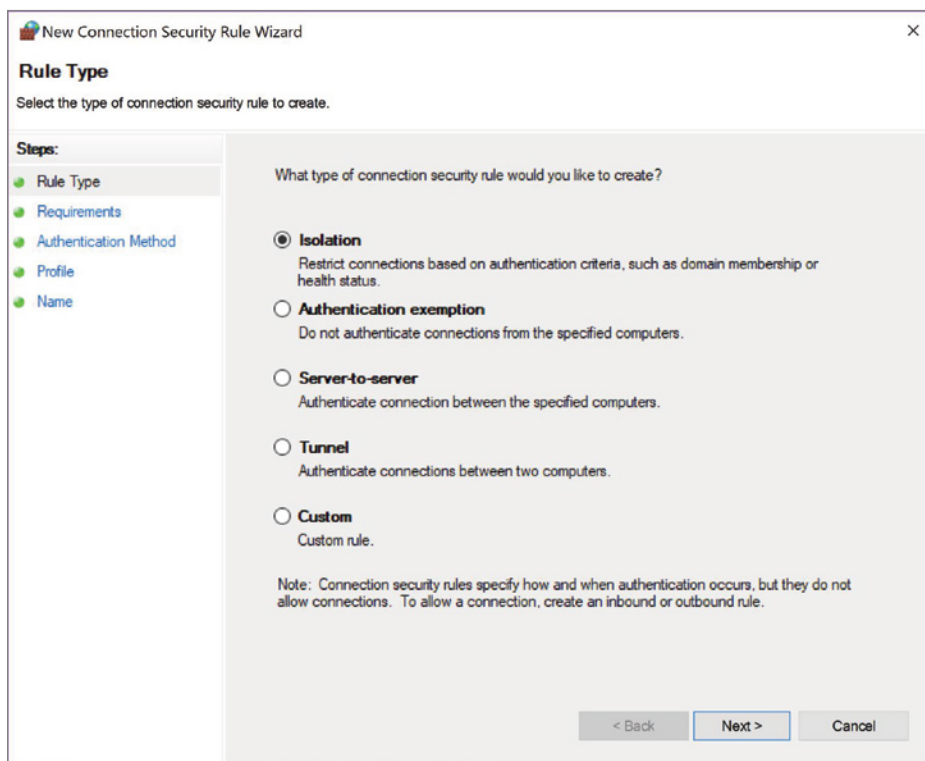 New Connection Security Rule Wizard
Rule Type
Select the type of connection security rule to create.
Steps:
Rule Type
Requirements
Authentication Method
Profile
Name
What type of connection security rule would you like to create?
Isolation
Restrict connections based on authentication criteria, such as domain membership or
health status.
Authentication exemption
Do not authenticate connections from the specified computers.
Server-to-server
Authenticate connection between the specified computers.
Tunnel
Authenticate connections between two computers.
Custom
Custom rule.
Note: Connection security rules specify how and when authentication occurs, but they do not
allow connections. To allow a connection, create an inbound or outbound rule.
< Back
Next >
Cancel